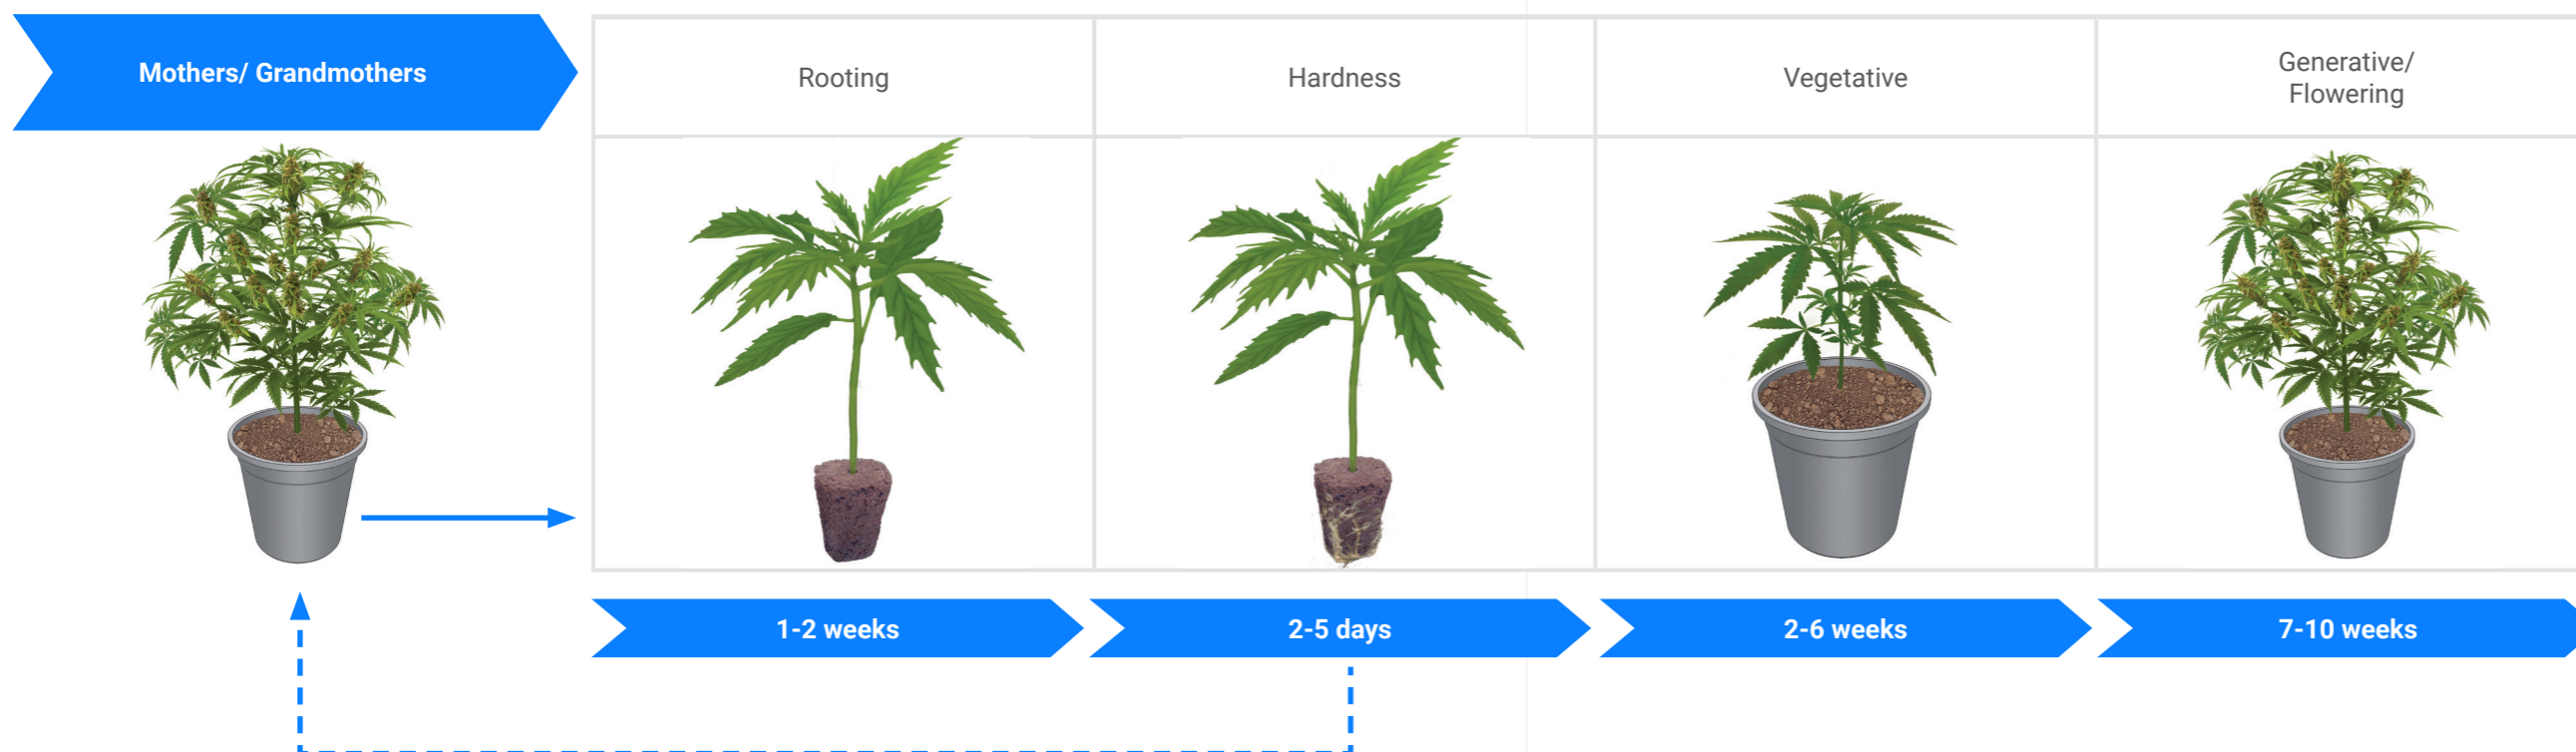 Mothers/ Grandmothers
Rooting
Hardness
Vegetative
Generative/
Flowering
1-2 weeks
2-5 days
2-6 weeks
7-10 weeks